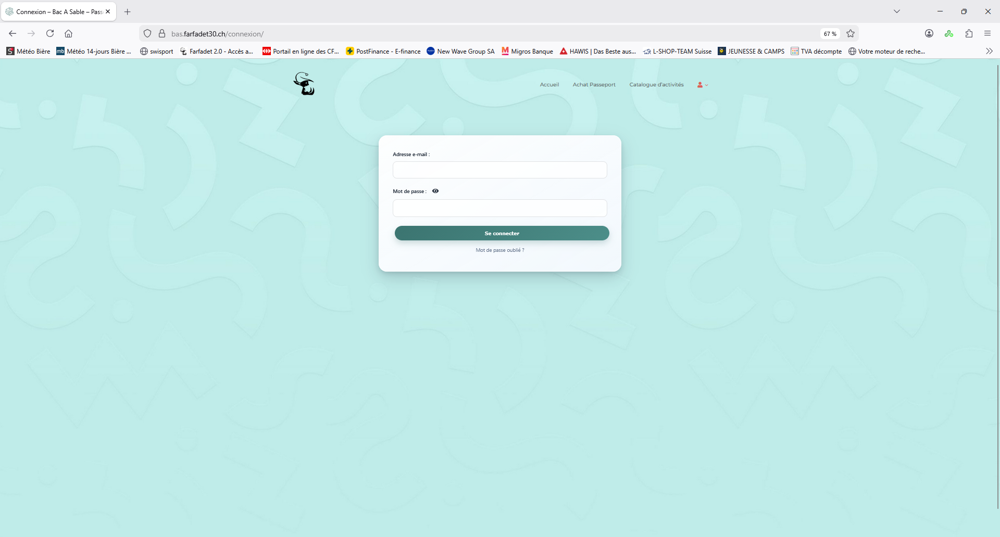 Connexion – Bac A Sable – Pass
bas.farfadet30.ch/connexion/
67 %
Météo Bière
Météo 14-jours Bière ...
swisport
Farfadet 2.0 - Accès a...
Portail en ligne des CF...
PostFinance - E-finance
New Wave Group SA
Migros Banque
HAWIS | Das Beste aus...
L-SHOP-TEAM Suisse
JEUNESSE & CAMPS
TVA décompte
Votre moteur de reche...
Accueil
Achat Passeport
Catalogue d'activités
Adresse e-mail :
Mot de passe :
Se connecter
Mot de passe oublié ?